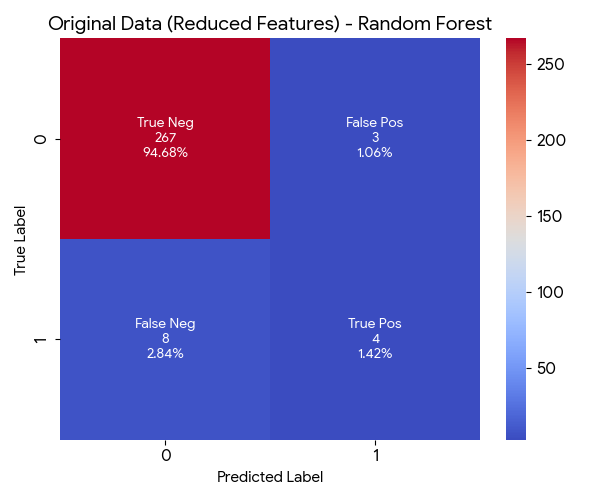 Original Data (Reduced Features) - Random Forest
True Neg
267
94.68%
False Pos
3
1.06%
False Neg
8
2.84%
True Pos
4
1.42%
0
1
True Label
0
1
Predicted Label
250
200
150
100
50